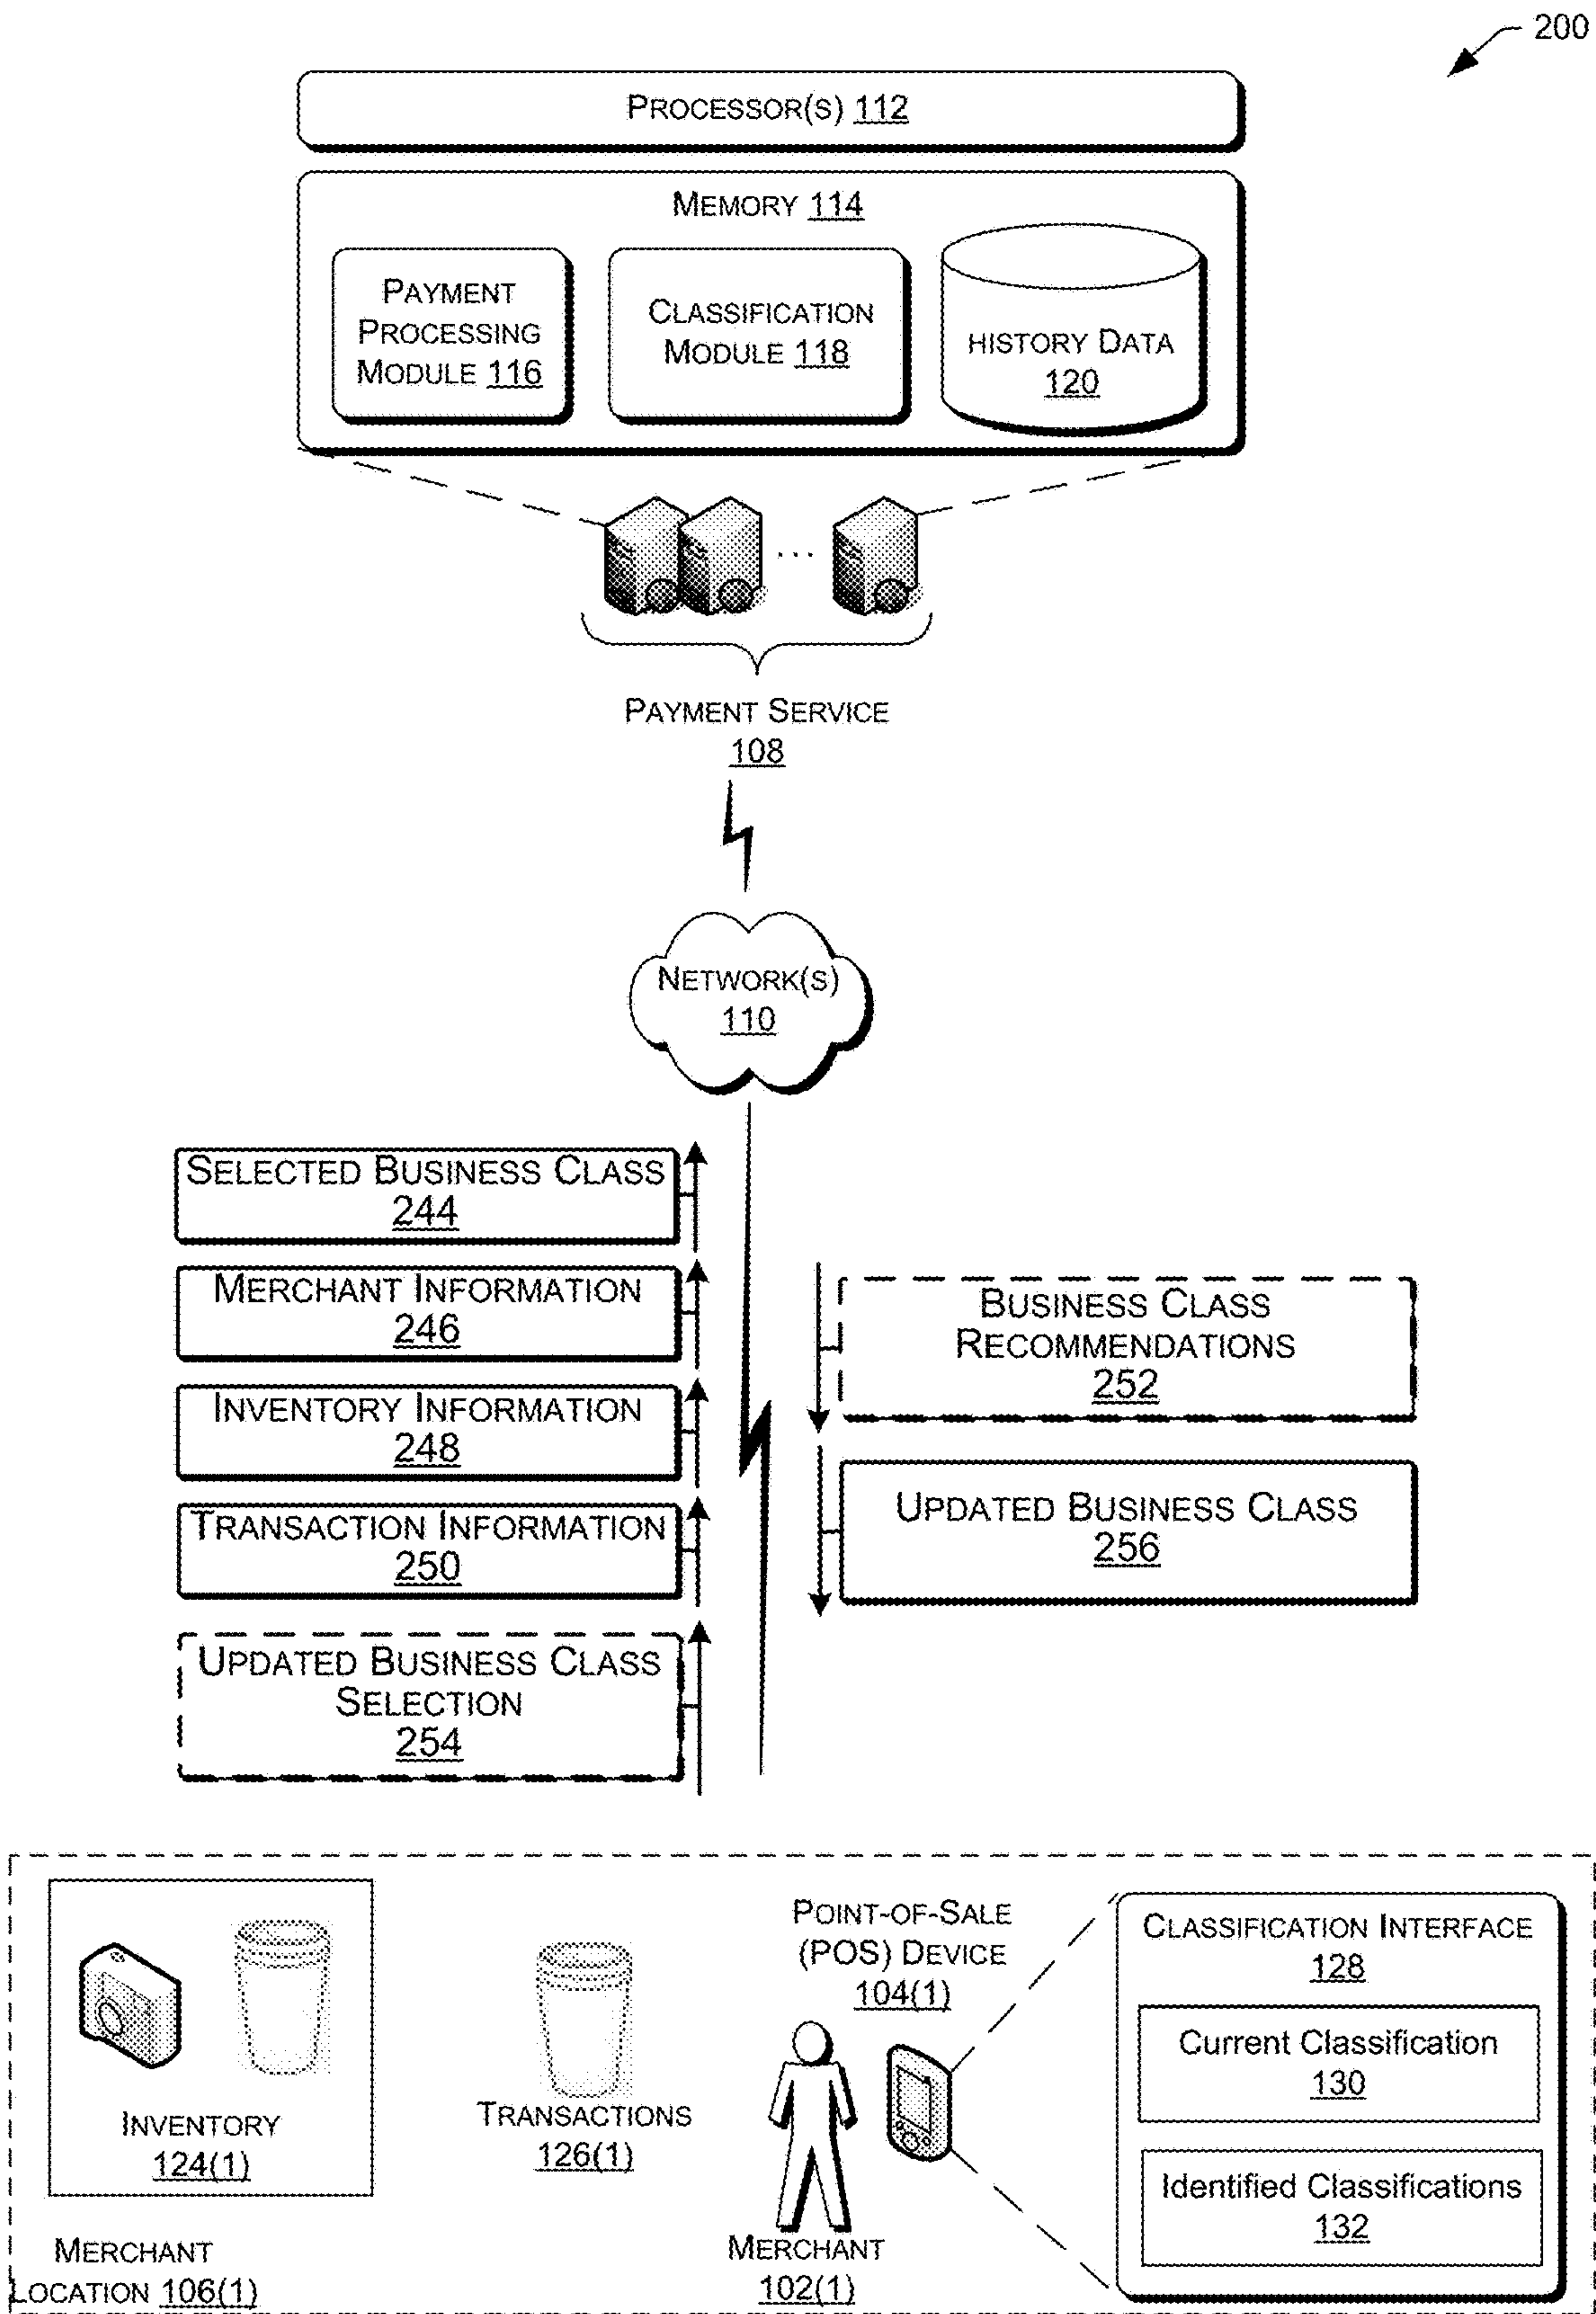 200
PROCESSOR(S) 112
MEMORY 114
PAYMENT
PROCESSING
MODULE 116
CLASSIFICATION
MODULE 118
HISTORY DATA
120
...
PAYMENT SERVICE
108
NETWORK(S)
110
SELECTED BUSINESS CLASS
244
MERCHANT INFORMATION
246
INVENTORY INFORMATION
248
TRANSACTION INFORMATION
250
UPDATED BUSINESS CLASS
SELECTION
254
BUSINESS CLASS
RECOMMENDATIONS
252
UPDATED BUSINESS CLASS
256
INVENTORY
124(1)
MERCHANT
LOCATION 106(1)
TRANSACTIONS
126(1)
POINT-OF-SALE
(POS) DEVICE
104(1)
MERCHANT
102(1)
CLASSIFICATION INTERFACE
128
Current Classification
130
Identified Classifications
132